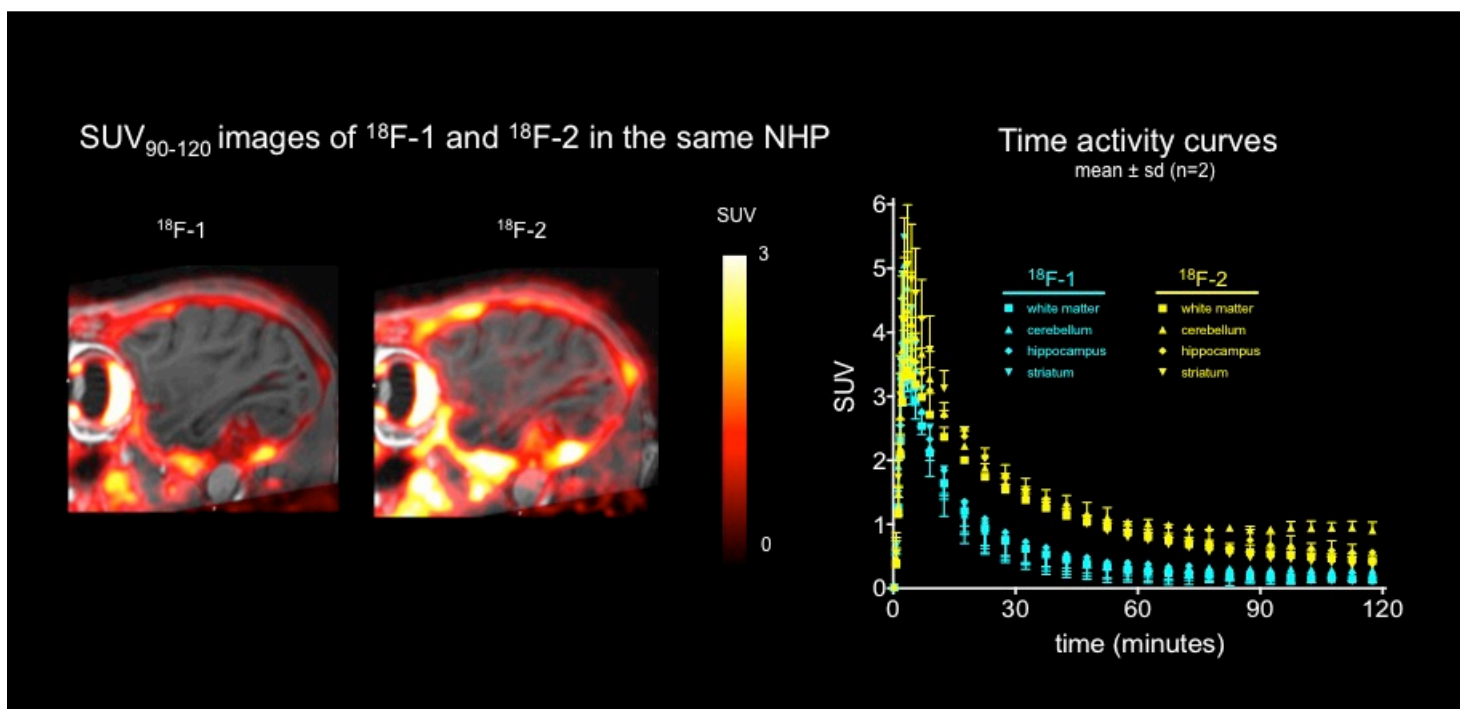 SUV₉₀₋₁₂₀ images of ¹⁸F-1 and ¹⁸F-2 in the same NHP
¹⁸F-1
¹⁸F-2
SUV
3
0
Time activity curves
mean ± sd (n=2)
6
5
4
3
2
1
0
SUV
¹⁸F-1
white matter
cerebellum
hippocampus
striatum
¹⁸F-2
white matter
cerebellum
hippocampus
striatum
0 30 60 90 120
time (minutes)